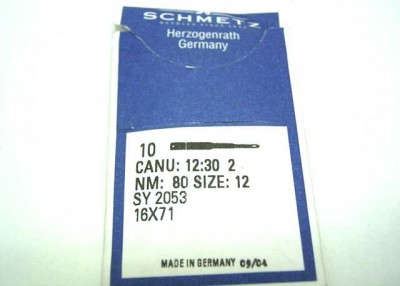 SCHMETZ
Herzogenrath
Germany
10
CANU: 12:30 2
NM: 80 SIZE: 12
SY 2053
16X71
MADE IN GERMANY 09/04